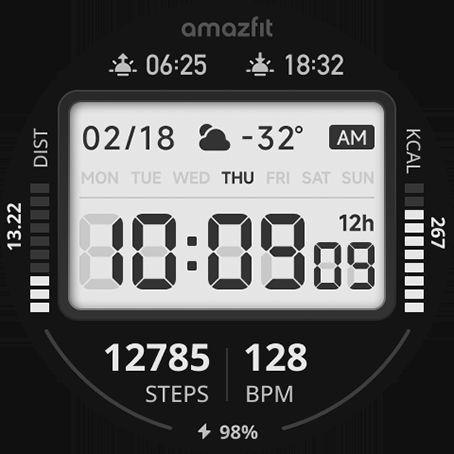 amazfit
06:25 18:32
02/18 -32° AM
MON TUE WED THU FRI SAT SUN
12h
10:09 09
DIST
13.22
KCAL
267
12785 128
STEPS BPM
98%